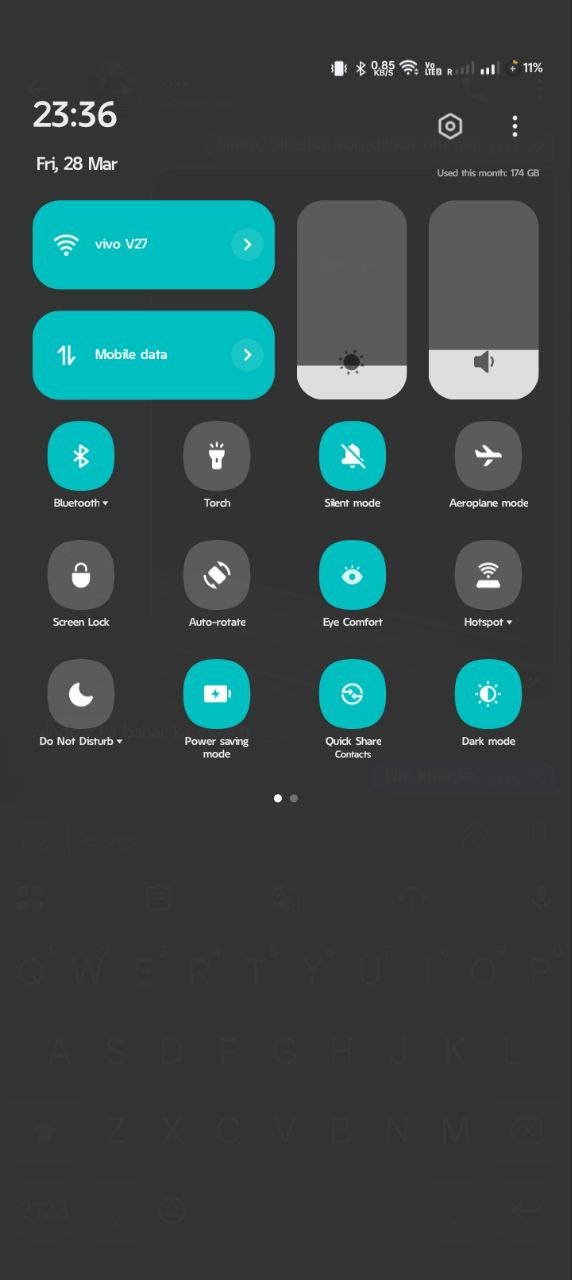 0.85
KB/S
Vo
LTE 2
R
11%
23:36
Fri, 28 Mar
Used this month: 174 GB
vivo V27
Mobile data
Bluetooth
Torch
Silent mode
Aeroplane mode
Screen Lock
Auto-rotate
Eye Comfort
Hotspot
Do Not Disturb
Power saving
mode
Quick Share
Contacts
Dark mode
Q W E R T Y U I O P
A S D F G H J K L
Z X C V B N M
?123